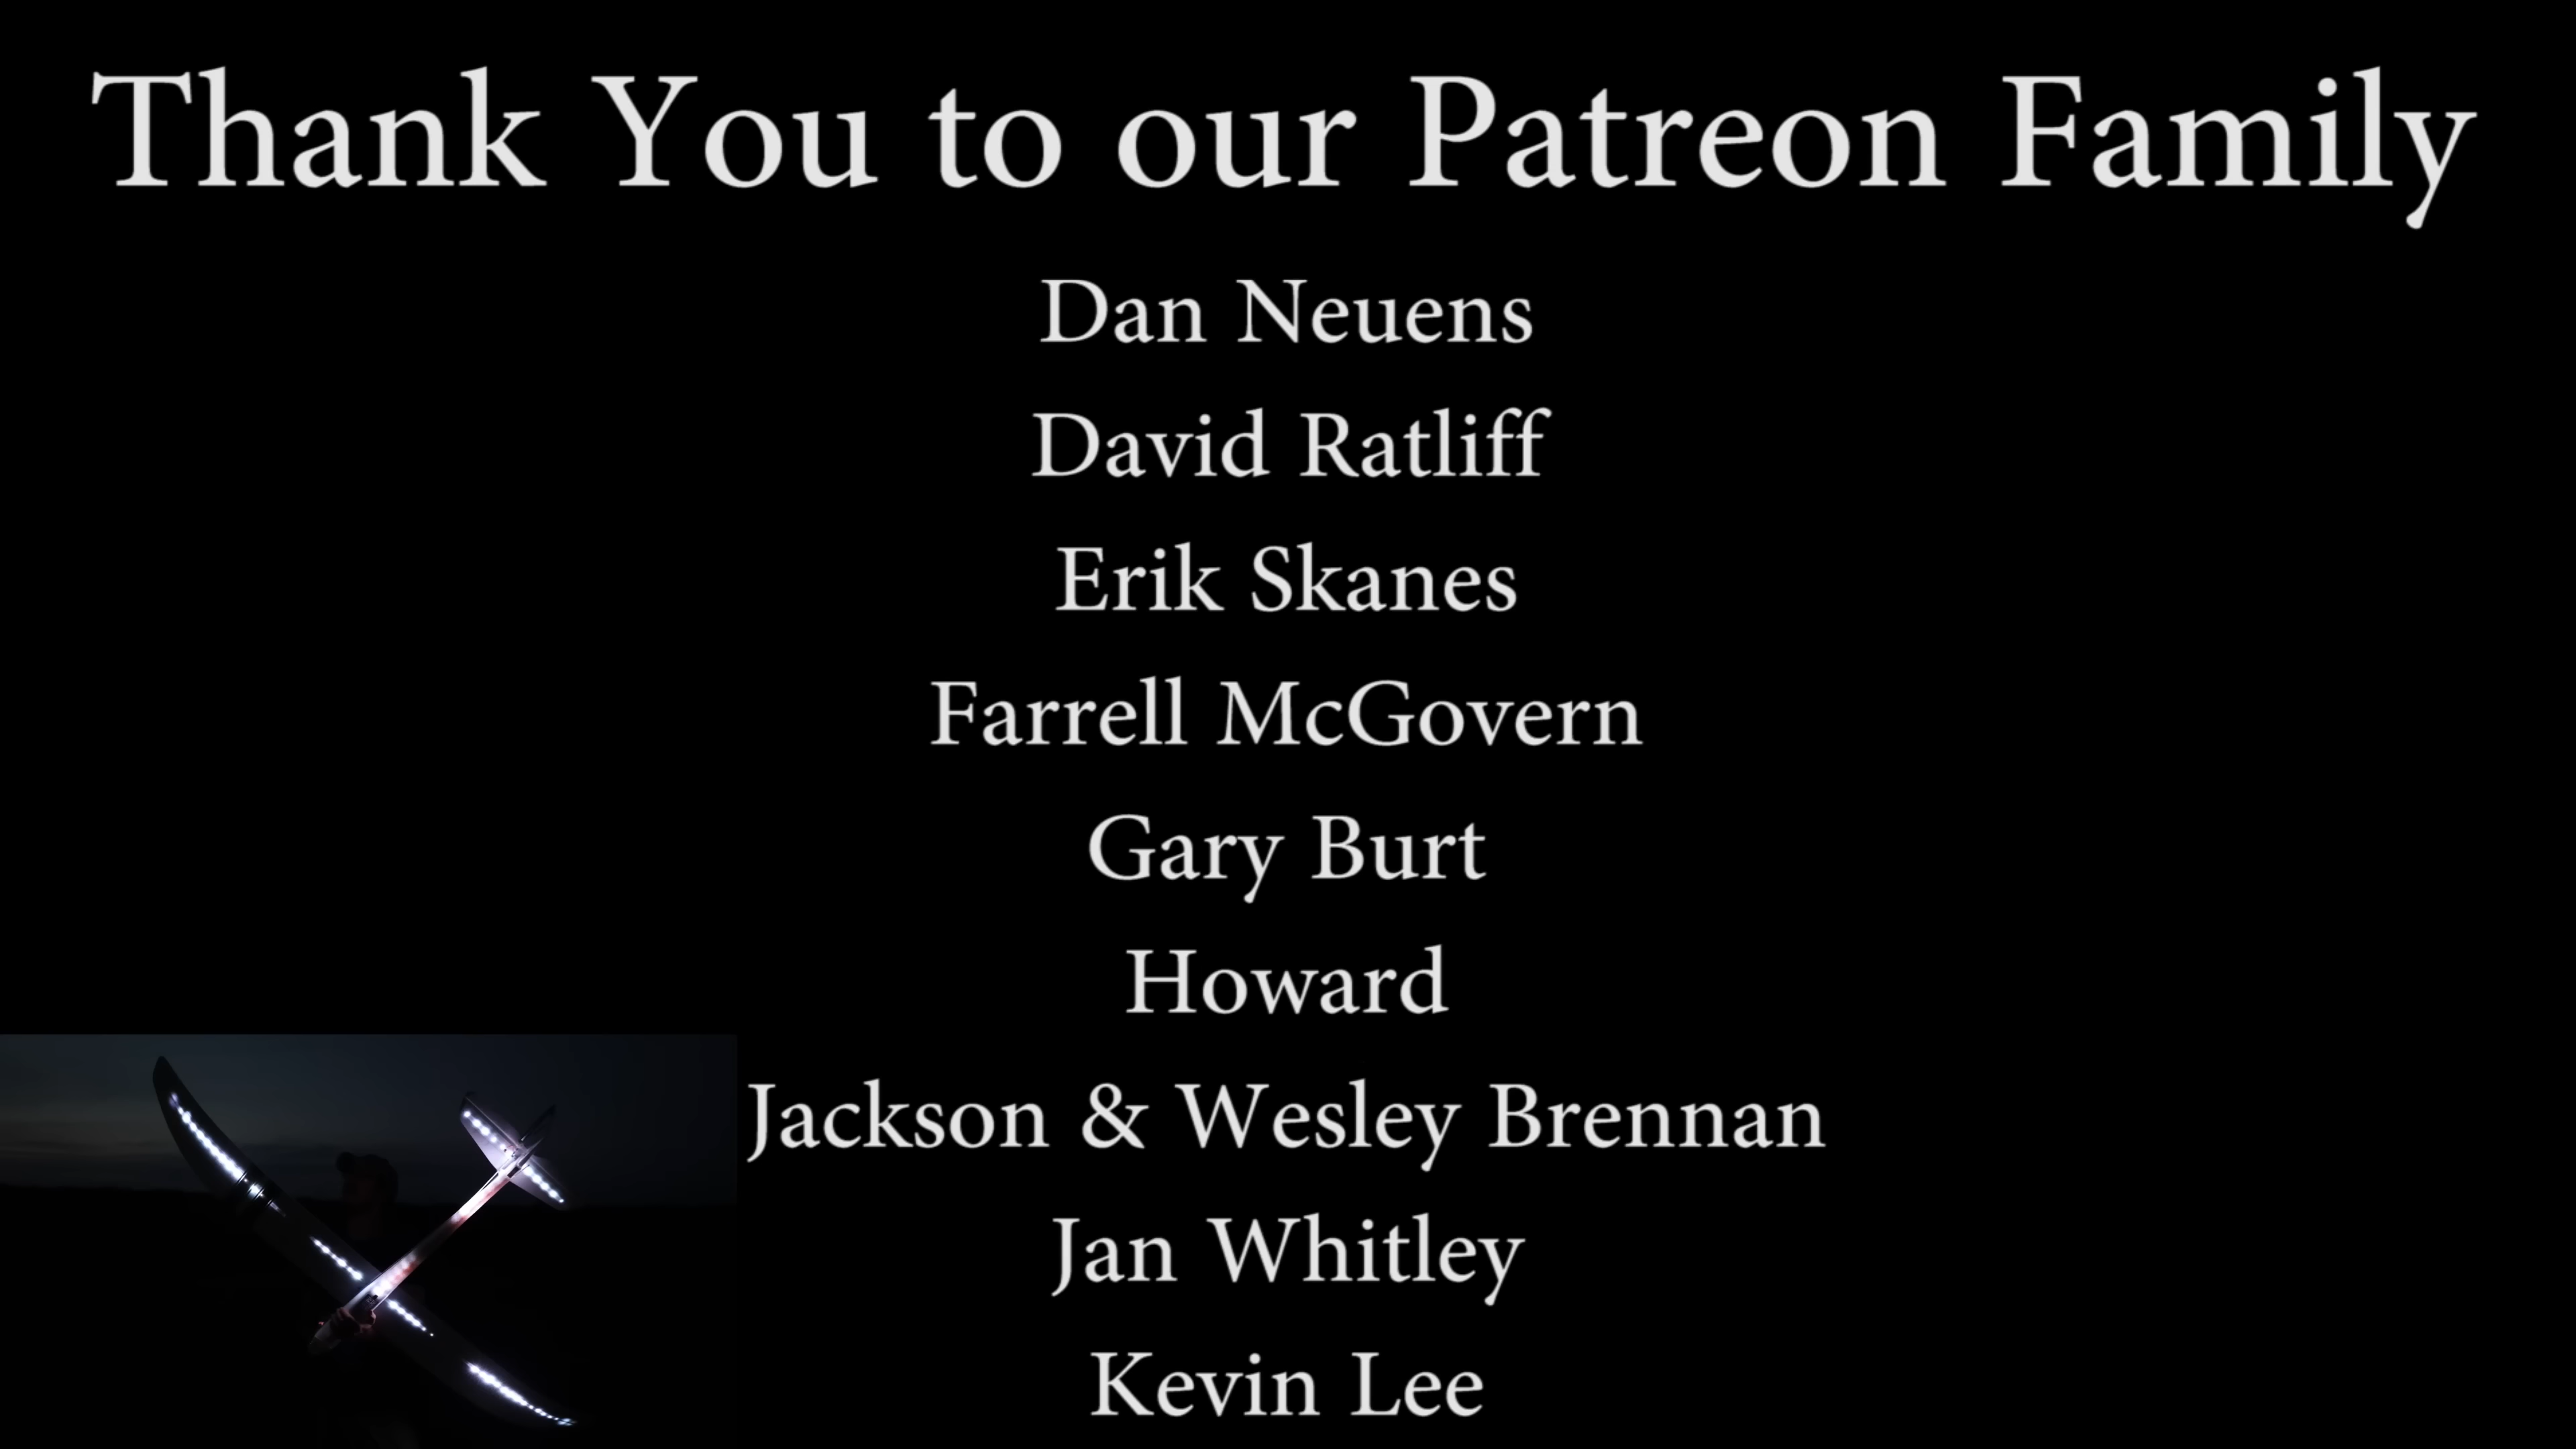 Thank You to our Patreon Family
Dan Neuens
David Ratliff
Erik Skanes
Farrell McGovern
Gary Burt
Howard
Jackson & Wesley Brennan
Jan Whitley
Kevin Lee